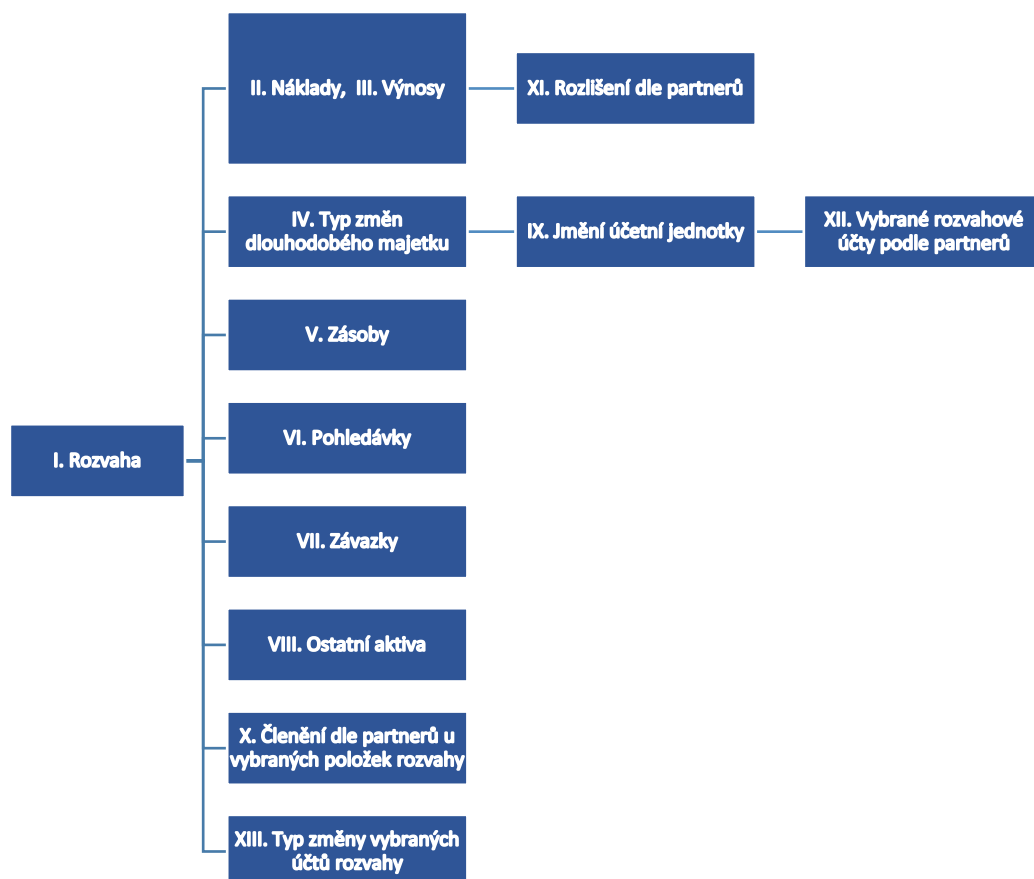 II. Náklady,  III. Výnosy
XI. Rozlišení dle partnerů
IV. Typ změn
dlouhodobého majetku
IX. Jmění účetní jednotky
XII. Vybrané rozvahové
účty podle partnerů
V. Zásoby
VI. Pohledávky
I. Rozvaha
VII. Závazky
VIII. Ostatní aktiva
X. Členění dle partnerů u
vybraných položek rozvahy
XIII. Typ změny vybraných
účtů rozvahy